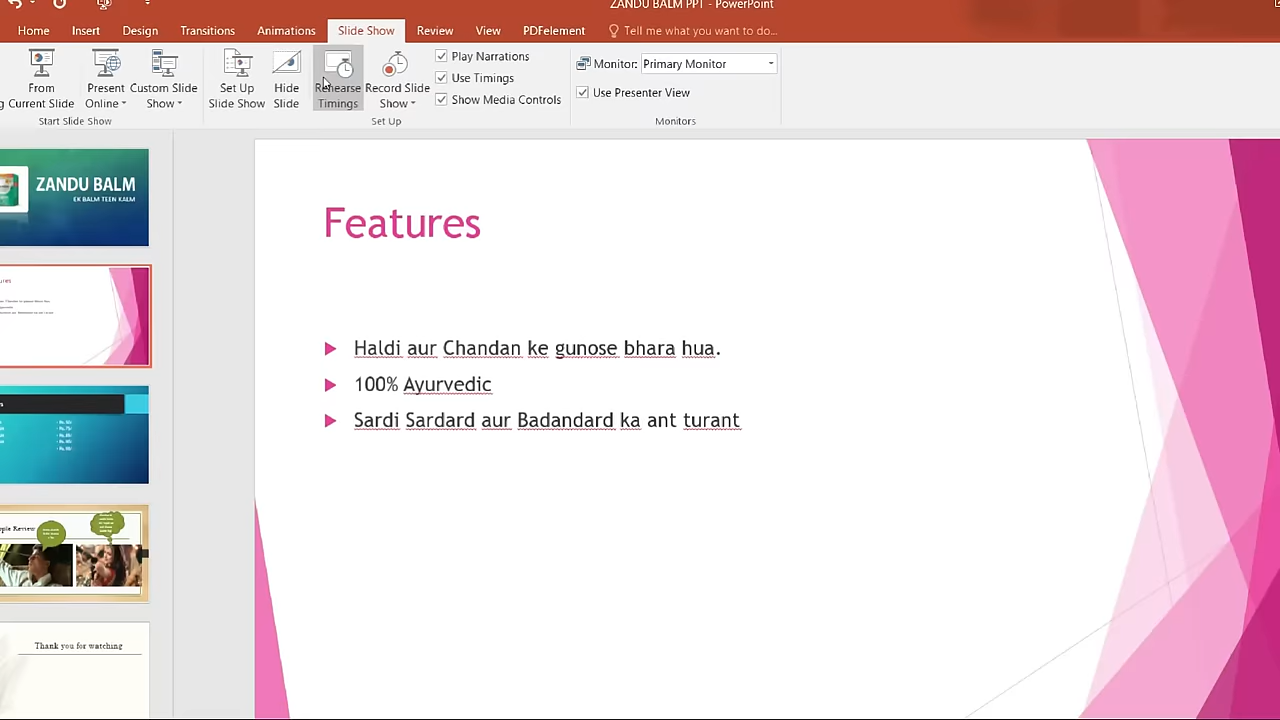 ZANDU BALM PPT - PowerPoint
Home Insert Design Transitions Animations Slide Show Review View PDFelement Tell me what you want to do...
From Current Slide
Present Online
Custom Slide Show
Start Slide Show
Set Up Slide Show
Hide Slide
Rehearse Timings
Record Slide Show
Play Narrations
Use Timings
Show Media Controls
Set Up
Monitor: Primary Monitor
Use Presenter View
Monitors
ZANDU BALM
EK BALM TEEN KALM
Features
Haldi aur Chandan ke gunose bhara hua.
100% Ayurvedic
Sardi Sardard aur Badandard ka ant turant
Thank you for watching